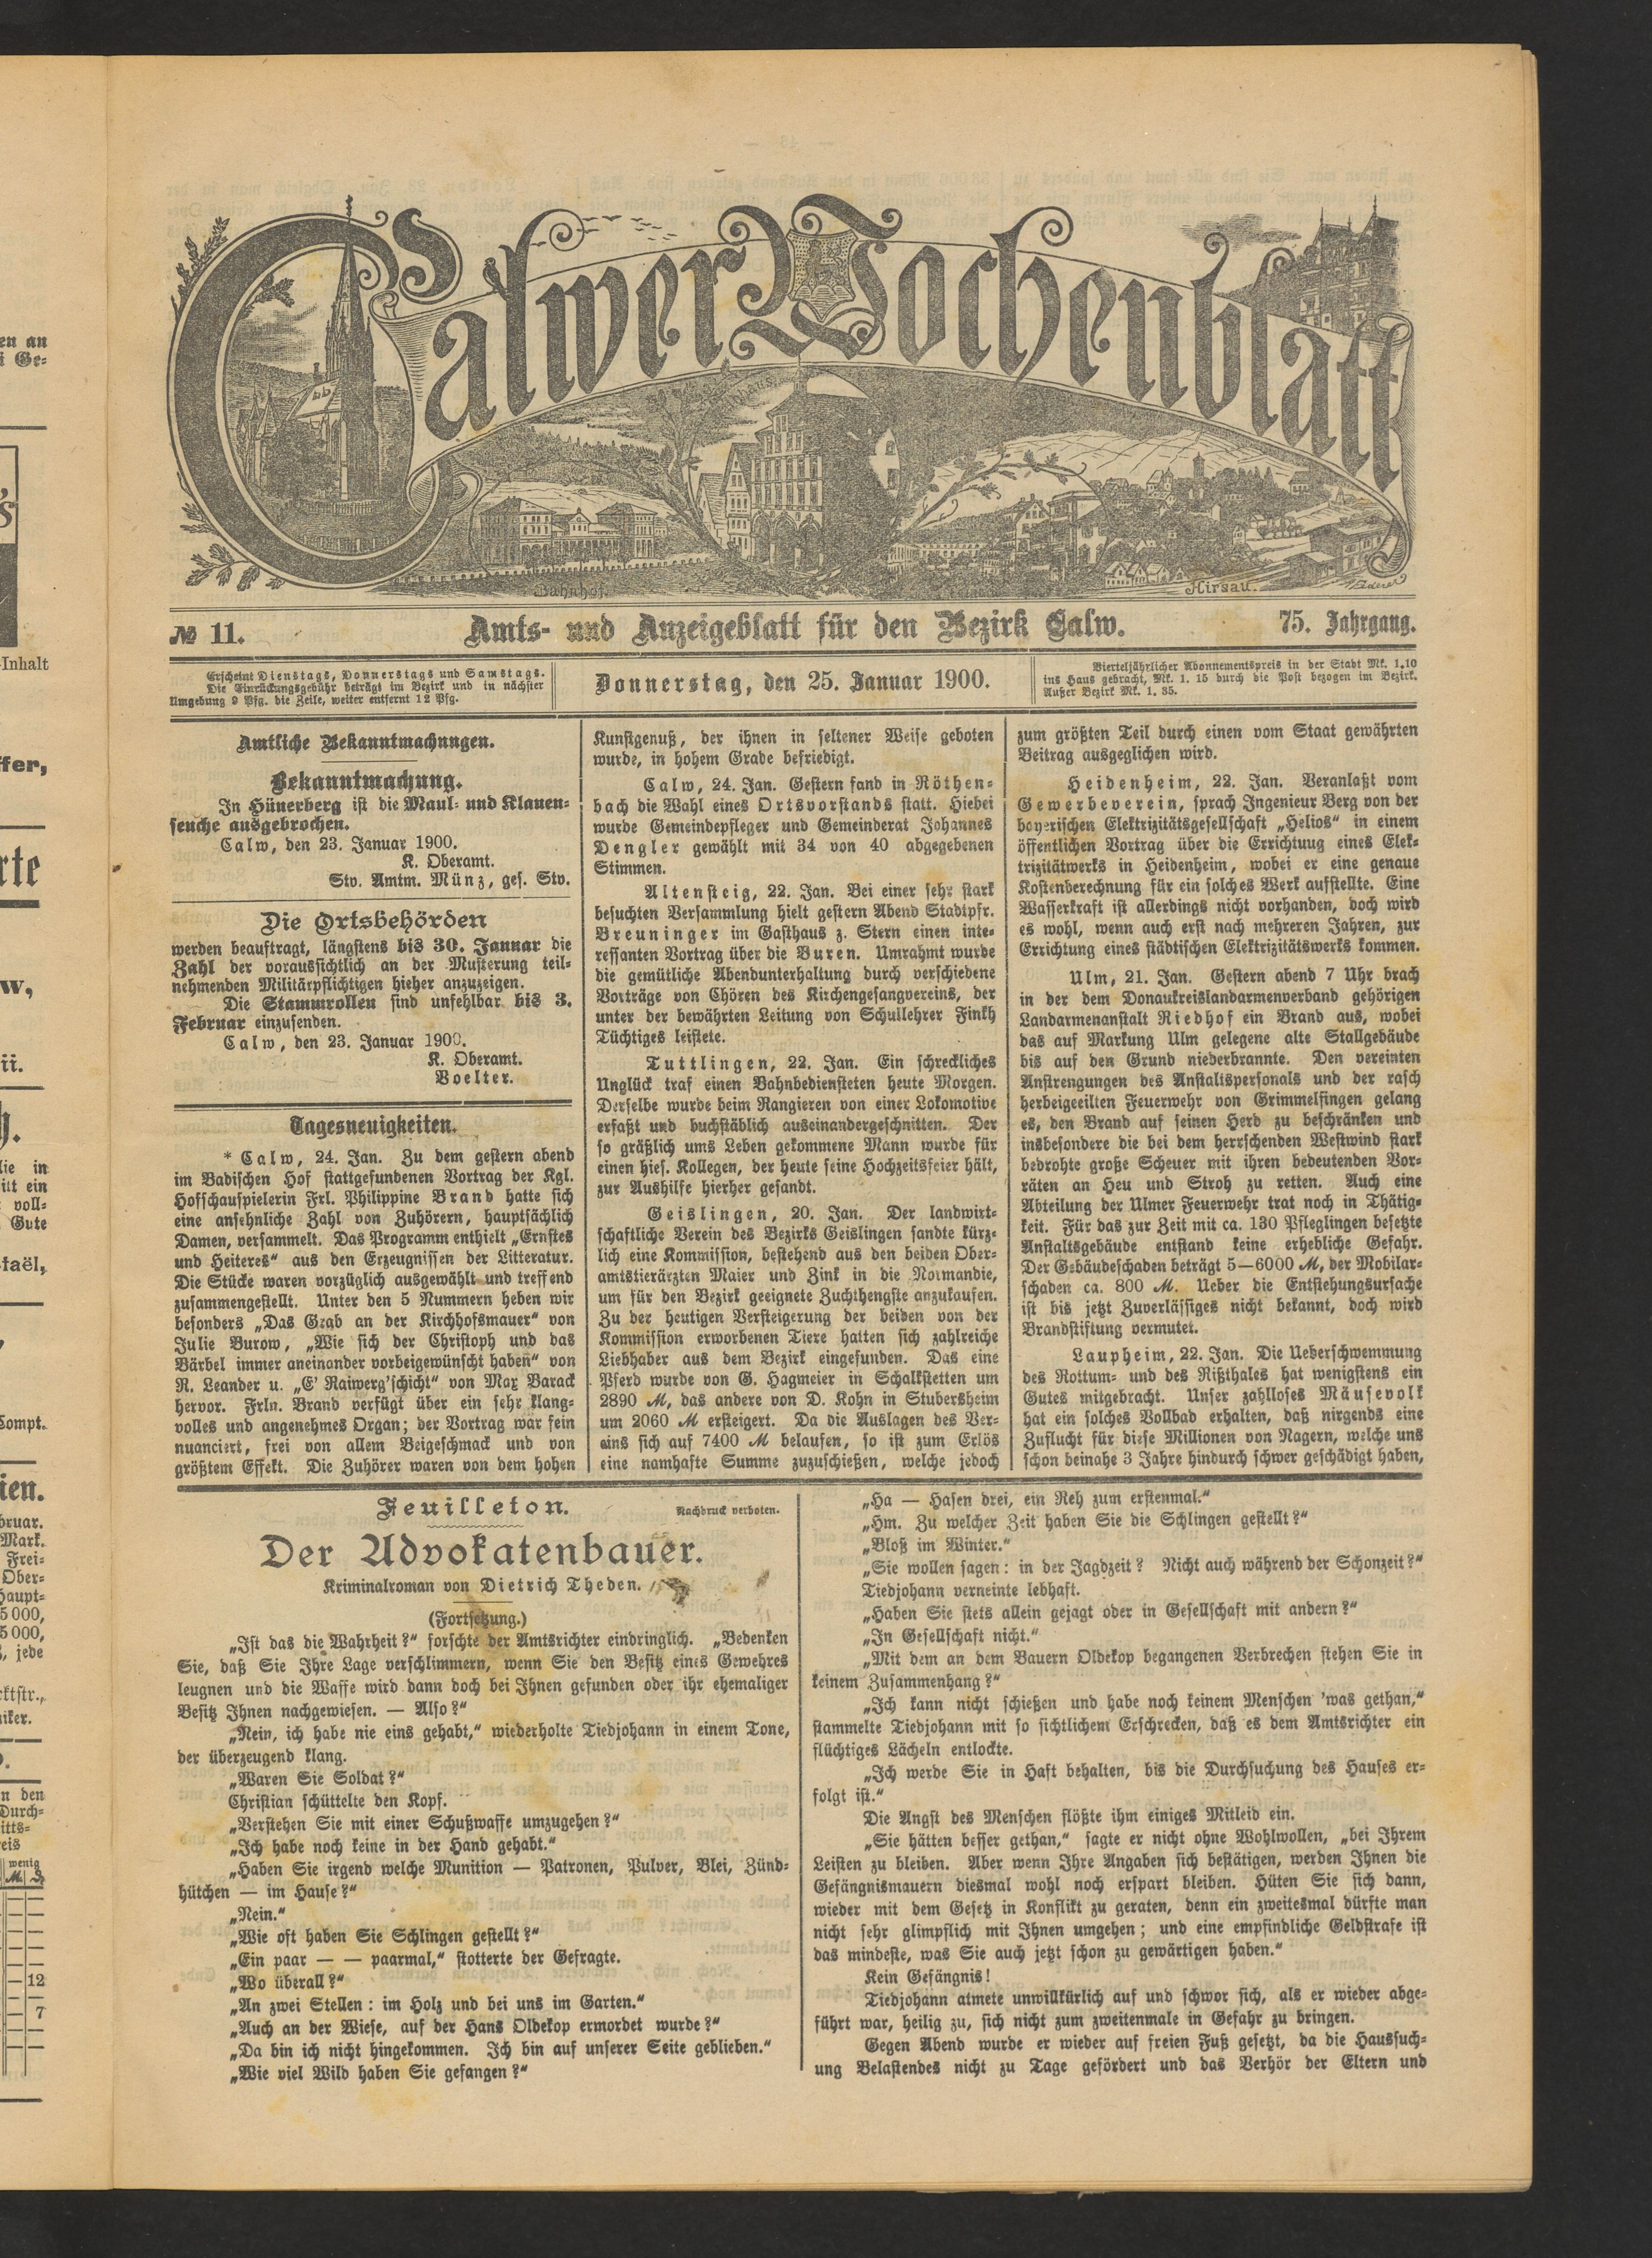 Calwer Wochenblatt
Bahnhof.
Hirsau.
№ 11.
Amts- und Anzeigeblatt für den Bezirk Calw.
75. Jahrgang.
Erscheint Dienstags, Donnerstags und Samstags.
Die Einrückungsgebühr beträgt im Bezirk und in nächster
Umgebung 9 Pfg. die Zeile, weiter entfernt 12 Pfg.
Donnerstag, den 25. Januar 1900.
Vierteljährlicher Abonnementspreis in der Stadt Mk. 1.10
ins Haus gebracht, Mk. 1. 15 durch die Post bezogen im Bezirk.
Außer Bezirk Mk. 1. 35.
Amtliche Bekanntmachungen.
Bekanntmachung.
In Hünerberg ist die Maul- und Klauen-
seuche ausgebrochen.
Calw, den 23. Januar 1900.
K. Oberamt.
Stv. Amtm. Münz, ges. Stv.
Die Ortsbehörden
werden beauftragt, längstens bis 30. Januar die
Zahl der voraussichtlich an der Musterung teil-
nehmenden Militärpflichtigen hieher anzuzeigen.
Die Stammrollen sind unfehlbar bis 3.
Februar einzusenden.
Calw, den 23. Januar 1900.
K. Oberamt.
Voelter.
Tagesneuigkeiten.
* Calw, 24. Jan. Zu dem gestern abend
im Badischen Hof stattgefundenen Vortrag der Kgl.
Hofschauspielerin Frl. Philippine Brand hatte sich
eine ansehnliche Zahl von Zuhörern, hauptsächlich
Damen, versammelt. Das Programm enthielt „Ernstes
und Heiteres“ aus den Erzeugnissen der Litteratur.
Die Stücke waren vorzüglich ausgewählt und treffend
zusammengestellt. Unter den 5 Nummern heben wir
besonders „Das Grab an der Kirchhofsmauer“ von
Julie Burow, „Wie sich der Christoph und das
Bärbel immer aneinander vorbeigewünscht haben“ von
R. Leander u. „E' Raiwerg'schicht“ von Max Barack
hervor. Frln. Brand verfügt über ein sehr klang-
volles und angenehmes Organ; der Vortrag war fein
nuanciert, frei von allem Beigeschmack und von
größtem Effekt. Die Zuhörer waren von dem hohen
Kunstgenuß, der ihnen in seltener Weise geboten
wurde, in hohem Grade befriedigt.
Calw, 24. Jan. Gestern fand in Röthen-
bach die Wahl eines Ortsvorstands statt. Hiebei
wurde Gemeindepfleger und Gemeinderat Johannes
Dengler gewählt mit 34 von 40 abgegebenen
Stimmen.
Altensteig, 22. Jan. Bei einer sehr stark
besuchten Versammlung hielt gestern Abend Stadtpfr.
Breuninger im Gasthaus z. Stern einen inte-
ressanten Vortrag über die Buren. Umrahmt wurde
die gemütliche Abendunterhaltung durch verschiedene
Vorträge von Chören des Kirchengesangvereins, der
unter der bewährten Leitung von Schullehrer Finkh
Tüchtiges leistete.
Tuttlingen, 22. Jan. Ein schreckliches
Unglück traf einen Bahnbediensteten heute Morgen.
Derselbe wurde beim Rangieren von einer Lokomotive
erfaßt und buchstäblich auseinandergeschnitten. Der
so gräßlich ums Leben gekommene Mann wurde für
einen hies. Kollegen, der heute seine Hochzeitsfeier hält,
zur Aushilfe hierher gesandt.
Geislingen, 20. Jan. Der landwirt-
schaftliche Verein des Bezirks Geislingen sandte kürz-
lich eine Kommission, bestehend aus den beiden Ober-
amtstierärzten Maier und Zink in die Normandie,
um für den Bezirk geeignete Zuchthengste anzukaufen.
Zu der heutigen Versteigerung der beiden von der
Kommission erworbenen Tiere hatten sich zahlreiche
Liebhaber aus dem Bezirk eingefunden. Das eine
Pferd wurde von G. Hagmeier in Schalkstetten um
2890 ℳ, das andere von D. Kohn in Stubersheim
um 2060 ℳ ersteigert. Da die Auslagen des Ver-
eins sich auf 7400 ℳ belaufen, so ist zum Erlös
eine namhafte Summe zuzuschießen, welche jedoch
zum größten Teil durch einen vom Staat gewährten
Beitrag ausgeglichen wird.
Heidenheim, 22. Jan. Veranlaßt vom
Gewerbeverein, sprach Ingenieur Berg von der
bayerischen Elektrizitätsgesellschaft „Helios“ in einem
öffentlichen Vortrag über die Errichtuug eines Elek-
trizitätwerks in Heidenheim, wobei er eine genaue
Kostenberechnung für ein solches Werk aufstellte. Eine
Wasserkraft ist allerdings nicht vorhanden, doch wird
es wohl, wenn auch erst nach mehreren Jahren, zur
Errichtung eines städtischen Elektrizitätswerks kommen.
Ulm, 21. Jan. Gestern abend 7 Uhr brach
in der dem Donaukreislandarmenverband gehörigen
Landarmenanstalt Riedhof ein Brand aus, wobei
das auf Markung Ulm gelegene alte Stallgebäude
bis auf den Grund niederbrannte. Den vereinten
Anstrengungen des Anstaltspersonals und der rasch
herbeigeeilten Feuerwehr von Grimmelfingen gelang
es, den Brand auf seinen Herd zu beschränken und
insbesondere die bei dem herrschenden Westwind stark
bedrohte große Scheuer mit ihren bedeutenden Vor-
räten an Heu und Stroh zu retten. Auch eine
Abteilung der Ulmer Feuerwehr trat noch in Thätig-
keit. Für das zur Zeit mit ca. 130 Pfleglingen besetzte
Anstaltsgebäude entstand keine erhebliche Gefahr.
Der Gebäudeschaden beträgt 5—6000 ℳ, der Mobilar-
schaden ca. 800 ℳ. Ueber die Entstehungsursache
ist bis jetzt Zuverlässiges nicht bekannt, doch wird
Brandstiftung vermutet.
Laupheim, 22. Jan. Die Ueberschwemmung
des Rottum- und des Rißthales hat wenigstens ein
Gutes mitgebracht. Unser zahlloses Mäusevolk
hat ein solches Vollbad erhalten, daß nirgends eine
Zuflucht für diese Millionen von Nagern, welche uns
schon beinahe 3 Jahre hindurch schwer geschädigt haben,
Feuilleton.
Nachdruck verboten.
Der Advokatenbauer.
Kriminalroman von Dietrich Theden.
(Fortsetzung.)
„Ist das die Wahrheit?“ forschte der Amtsrichter eindringlich. „Bedenken
Sie, daß Sie Ihre Lage verschlimmern, wenn Sie den Besitz eines Gewehres
leugnen und die Waffe wird dann doch bei Ihnen gefunden oder ihr ehemaliger
Besitz Ihnen nachgewiesen. — Also?“
„Nein, ich habe nie eins gehabt,“ wiederholte Tiedjohann in einem Tone,
der überzeugend klang.
„Waren Sie Soldat?“
Christian schüttelte den Kopf.
„Verstehen Sie mit einer Schußwaffe umzugehen?“
„Ich habe noch keine in der Hand gehabt.“
„Haben Sie irgend welche Munition — Patronen, Pulver, Blei, Zünd-
hütchen — im Hause?“
„Nein.“
„Wie oft haben Sie Schlingen gestellt?“
„Ein paar — — paarmal,“ stotterte der Gefragte.
„Wo überall?“
„An zwei Stellen: im Holz und bei uns im Garten.“
„Auch an der Wiese, auf der Hans Oldekop ermordet wurde?“
„Da bin ich nicht hingekommen. Ich bin auf unserer Seite geblieben.“
„Wie viel Wild haben Sie gefangen?“
„Ha — Hasen drei, ein Reh zum erstenmal.“
„Hm. Zu welcher Zeit haben Sie die Schlingen gestellt?“
„Bloß im Winter.“
„Sie wollen sagen: in der Jagdzeit? Nicht auch während der Schonzeit?“
Tiedjohann verneinte lebhaft.
„Haben Sie stets allein gejagt oder in Gesellschaft mit andern?“
„In Gesellschaft nicht.“
„Mit dem an dem Bauern Oldekop begangenen Verbrechen stehen Sie in
keinem Zusammenhang?“
„Ich kann nicht schießen und habe noch keinem Menschen 'was gethan,“
stammelte Tiedjohann mit so sichtlichem Erschrecken, daß es dem Amtsrichter ein
flüchtiges Lächeln entlockte.
„Ich werde Sie in Haft behalten, bis die Durchsuchung des Hauses er-
folgt ist.“
Die Angst des Menschen flößte ihm einiges Mitleid ein.
„Sie hätten besser gethan,“ sagte er nicht ohne Wohlwollen, „bei Ihrem
Leisten zu bleiben. Aber wenn Ihre Angaben sich bestätigen, werden Ihnen die
Gefängnismauern diesmal wohl noch erspart bleiben. Hüten Sie sich dann,
wieder mit dem Gesetz in Konflikt zu geraten, denn ein zweitesmal dürfte man
nicht sehr glimpflich mit Ihnen umgehen; und eine empfindliche Geldstrafe ist
das mindeste, was Sie auch jetzt schon zu gewärtigen haben.“
Kein Gefängnis!
Tiedjohann atmete unwillkürlich auf und schwor sich, als er wieder abge-
führt war, heilig zu, sich nicht zum zweitenmale in Gefahr zu bringen.
Gegen Abend wurde er wieder auf freien Fuß gesetzt, da die Haussuch-
ung Belastendes nicht zu Tage gefördert und das Verhör der Eltern und